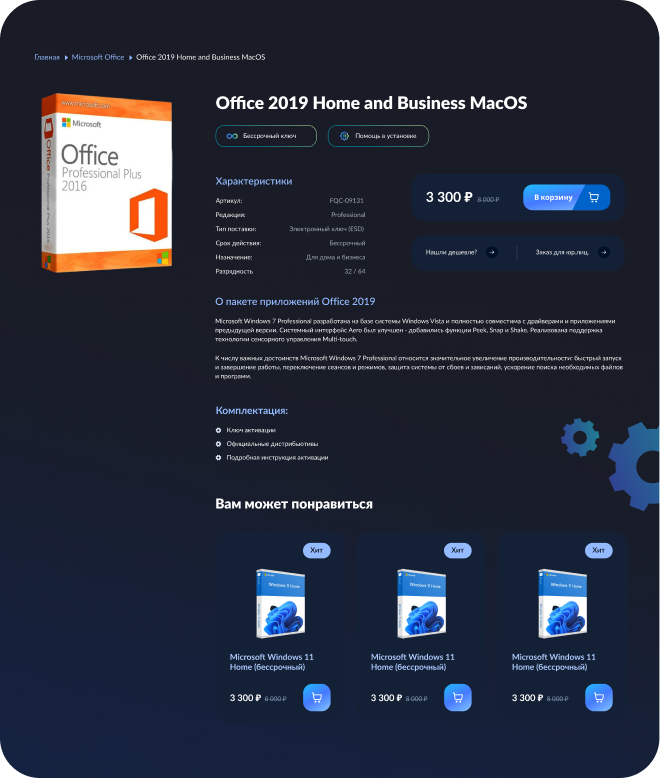 Главная Microsoft Office Office 2019 Home and Business MacOS
www.microsoft.com
Microsoft
Office
Professional Plus
2016
Office
Office 2019 Home and Business MacOS
Бессрочный ключ
Помощь в установке
Характеристики
Артикул: FQC-09131
Редакция: Professional
Тип поставки: Электронный ключ (ESD)
Срок действия: Бессрочный
Назначение: Для дома и бизнеса
Разрядность 32 / 64
3 300 ₽ 8 000 ₽
В корзину
Нашли дешевле?
Заказ для юр.лиц.
О пакете приложений Office 2019
Microsoft Windows 7 Professional разработана на базе системы Windows Vista и полностью совместима с драйверами и приложениями
предыдущей версии. Системный интерфейс Aero был улучшен - добавились функции Peek, Snap и Shake. Реализована поддержка
технологии сенсорного управления Multi-touch.
К числу важных достоинств Microsoft Windows 7 Professional относится значительное увеличение производительности: быстрый запуск
и завершение работы, переключение сеансов и режимов, защита системы от сбоев и зависаний, ускорение поиска необходимых файлов
и программ.
Комплектация:
Ключ активации
Официальные дистрибьютивы
Подробная инструкция активации
Вам может понравиться
Хит
Windows 11 Home
Microsoft Windows 11
Home (бессрочный)
3 300 ₽ 8 000 ₽
Хит
Windows 11 Home
Microsoft Windows 11
Home (бессрочный)
3 300 ₽ 8 000 ₽
Хит
Windows 11 Home
Microsoft Windows 11
Home (бессрочный)
3 300 ₽ 8 000 ₽